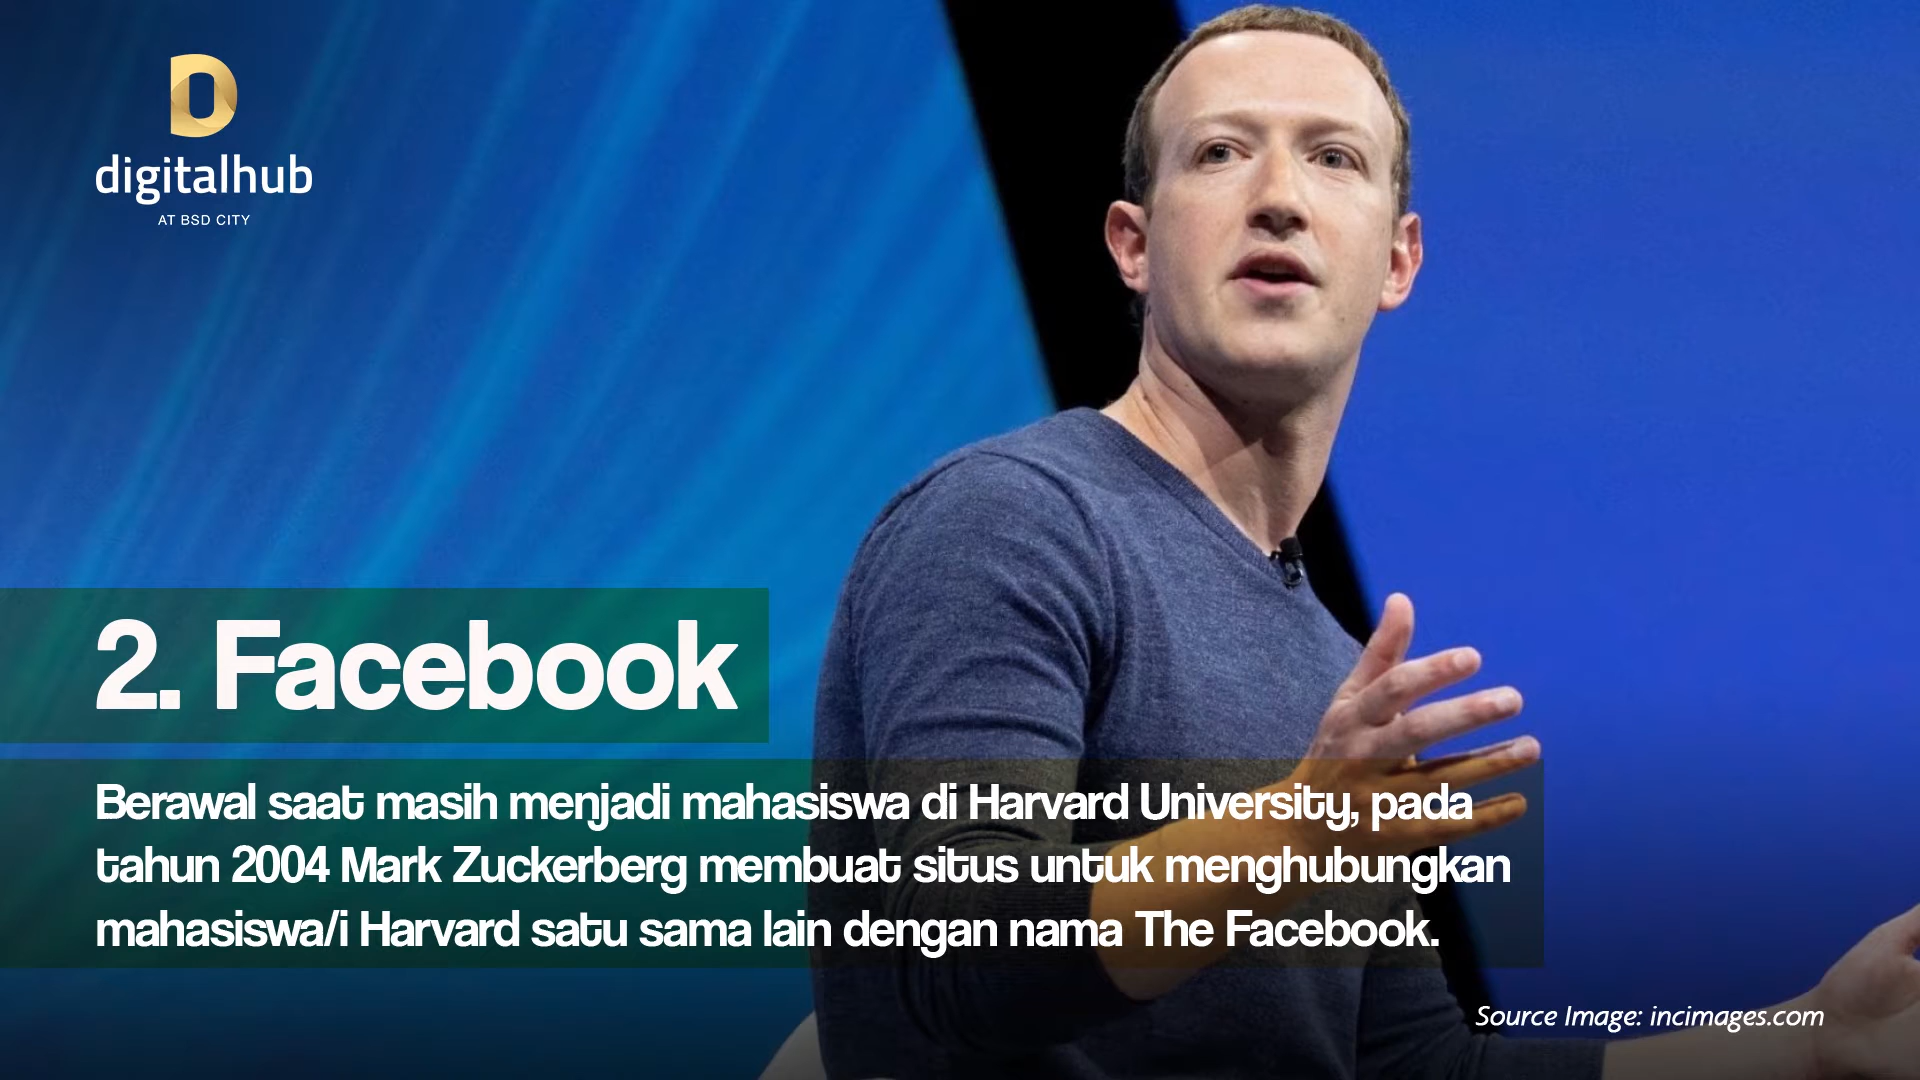 digitalhub
AT BSD CITY
2. Facebook
Berawal saat masih menjadi mahasiswa di Harvard University, pada
tahun 2004 Mark Zuckerberg membuat situs untuk menghubungkan
mahasiswa/i Harvard satu sama lain dengan nama The Facebook.
Source Image: incimages.com